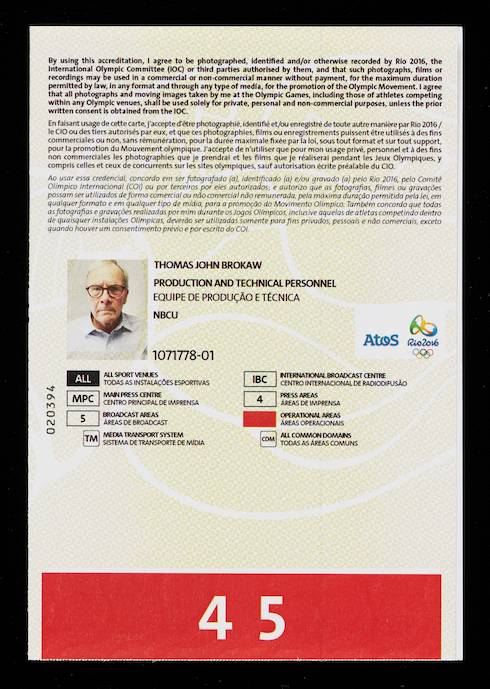 By using this accreditation, I agree to be photographed, identified and/or otherwise recorded by Rio 2016, the
International Olympic Committee (IOC) or third parties authorised by them, and that such photographs, films or
recordings may be used in a commercial or non-commercial manner without payment, for the maximum duration
permitted by law, in any format and through any type of media, for the promotion of the Olympic Movement. I agree
that all photographs and moving images taken by me at the Olympic Games, including those of athletes competing
within any Olympic venues, shall be used solely for private, personal and non-commercial purposes, unless the prior
written consent is obtained from the IOC.
En faisant usage de cette carte, j'accepte d'être photographié, identifié et/ou enregistré de toute autre manière par Rio 2016 /
le CIO ou des tiers autorisés par eux, et que ces photographies, films ou enregistrements puissent être utilisés à des fins
commerciales ou non, sans rémunération, pour la durée maximale fixée par la loi, sous tout format et sur tout support,
pour la promotion du Mouvement olympique. J'accepte de n'utiliser que pour mon usage privé, personnel et à des fins
non commerciales les photographies que je prendrai et les films que je réaliserai pendant les Jeux Olympiques, y
compris celles et ceux de concurrents sur les sites olympiques, sauf autorisation écrite préalable du CIO.
Ao usar essa credencial, concordo em ser fotografado (a), identificado (a) e/ou gravado (a) pelo Rio 2016, pelo Comitê
Olímpico Internacional (COI) ou por terceiros por eles autorizados; e autorizo que as fotografias, filmes ou gravações
possam ser utilizados de forma comercial ou não comercial não remunerada, pela máxima duração permitida pela lei, em
qualquer formato e em qualquer tipo de mídia, para a promoção do Movimento Olímpico. Também concordo que todas
as fotografias e gravações realizadas por mim durante os Jogos Olímpicos, inclusive aquelas de atletas competindo dentro
de quaisquer instalações Olímpicas, deverão ser utilizadas somente para fins privados, pessoais e não comerciais, exceto
quando houver um consentimento prévio e por escrito do COI.
THOMAS JOHN BROKAW
PRODUCTION AND TECHNICAL PERSONNEL
EQUIPE DE PRODUÇÃO E TÉCNICA
NBCU
Atos Rio2016
1071778-01
ALL ALL SPORT VENUES
TODAS AS INSTALAÇÕES ESPORTIVAS
IBC INTERNATIONAL BROADCAST CENTRE
CENTRO INTERNACIONAL DE RADIODIFUSÃO
MPC MAIN PRESS CENTRE
CENTRO PRINCIPAL DE IMPRENSA
4 PRESS AREAS
ÁREAS DE IMPRENSA
5 BROADCAST AREAS
ÁREAS DE BROADCAST
OPERATIONAL AREAS
ÁREAS OPERACIONAIS
TM MEDIA TRANSPORT SYSTEM
SISTEMA DE TRANSPORTE DE MÍDIA
COM ALL COMMON DOMAINS
TODAS AS ÁREAS COMUNS
020394
4 5